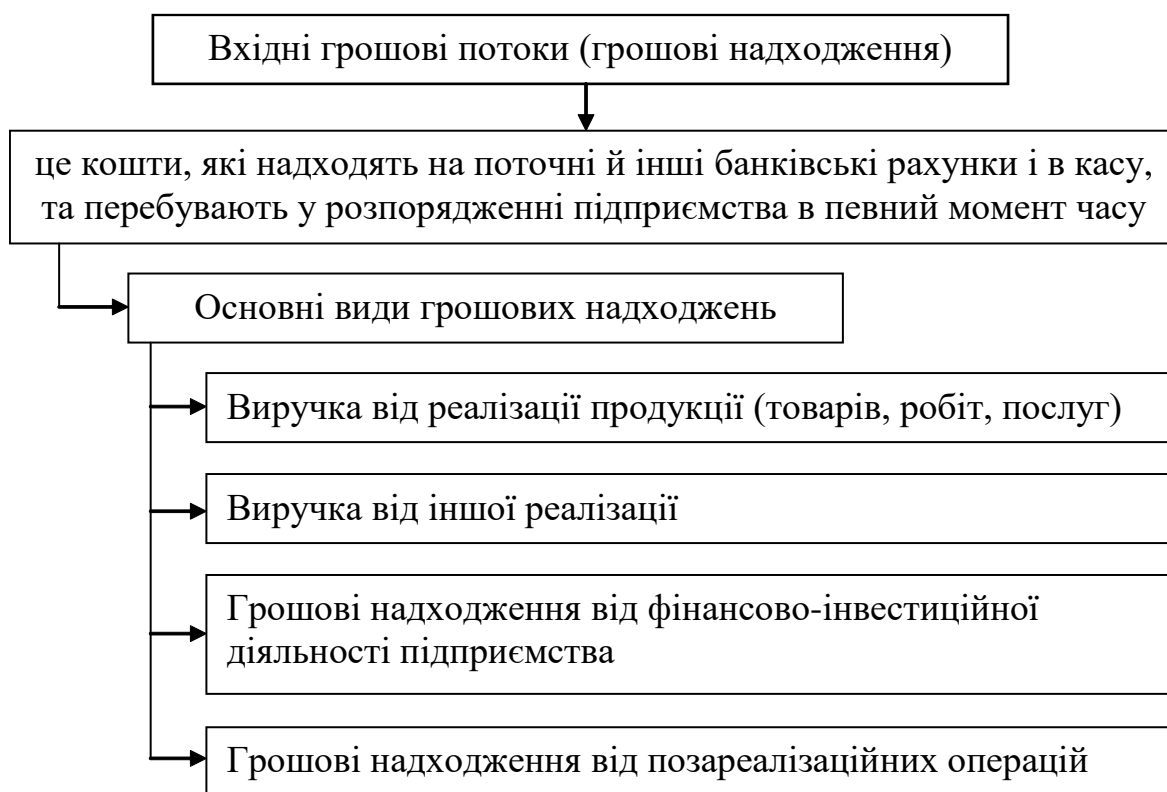 Вхідні грошові потоки (грошові надходження)
це кошти, які надходять на поточні й інші банківські рахунки і в касу,
та перебувають у розпорядженні підприємства в певний момент часу
Основні види грошових надходжень
Виручка від реалізації продукції (товарів, робіт, послуг)
Виручка від іншої реалізації
Грошові надходження від фінансово-інвестиційної
діяльності підприємства
Грошові надходження від позареалізаційних операцій